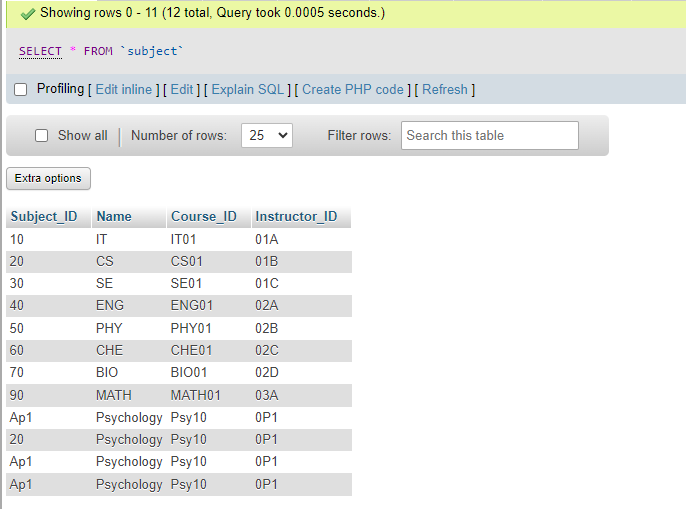 Showing rows 0 - 11 (12 total, Query took 0.0005 seconds.)
SELECT * FROM `subject`
Profiling [ Edit inline ] [ Edit ] [ Explain SQL ] [ Create PHP code ] [ Refresh ]
Show all | Number of rows: 25 Filter rows: Search this table
Extra options
Subject_ID Name Course_ID Instructor_ID
10 IT IT01 01A
20 CS CS01 01B
30 SE SE01 01C
40 ENG ENG01 02A
50 PHY PHY01 02B
60 CHE CHE01 02C
70 BIO BIO01 02D
90 MATH MATH01 03A
Ap1 Psychology Psy10 0P1
20 Psychology Psy10 0P1
Ap1 Psychology Psy10 0P1
Ap1 Psychology Psy10 0P1